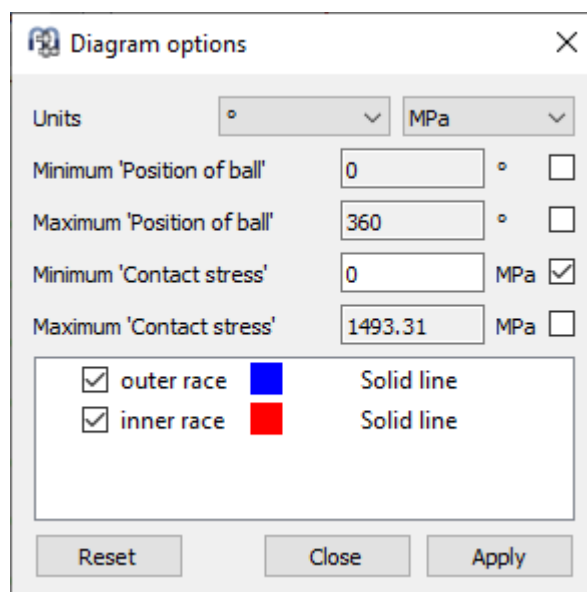 Diagram options
Units ° MPa
Minimum 'Position of ball' 0 °
Maximum 'Position of ball' 360 °
Minimum 'Contact stress' 0 MPa
Maximum 'Contact stress' 1493.31 MPa
outer race Solid line
inner race Solid line
Reset Close Apply